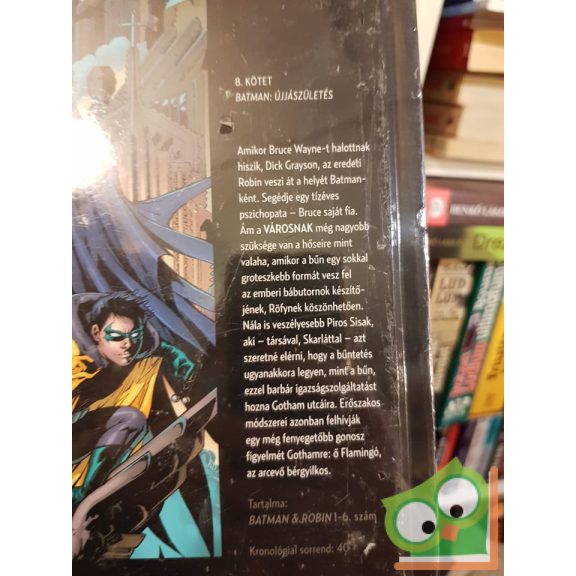 8. KÖTET
BATMAN: ÚJJÁSZÜLETÉS
Amikor Bruce Wayne-t halottnak
hiszik, Dick Grayson, az eredeti
Robin veszi át a helyét Batman-
ként. Segédje egy tízéves
pszichopata – Bruce saját fia.
Ám a VÁROSNAK még nagyobb
szüksége van a hőseire mint
valaha, amikor a bűn egy sokkal
groteszkebb formát vesz fel
az emberi bábutornok készítő-
jének, Röfynek köszönhetően.
Nála is veszélyesebb Piros Sisak,
aki – társával, Skarláttal – azt
szeretné elérni, hogy a büntetés
ugyanakkora legyen, mint a bűn,
ezzel barbár igazságszolgáltatást
hozna Gotham utcáira. Erőszakos
módszerei azonban felhívják
egy még fenyegetőbb gonosz
figyelmét Gothamre: ő Flamingó,
az arcevő bérgyilkos.
Tartalma:
BATMAN & ROBIN 1-6. szám
Kronológiai sorrend: 40
LUD
LUM